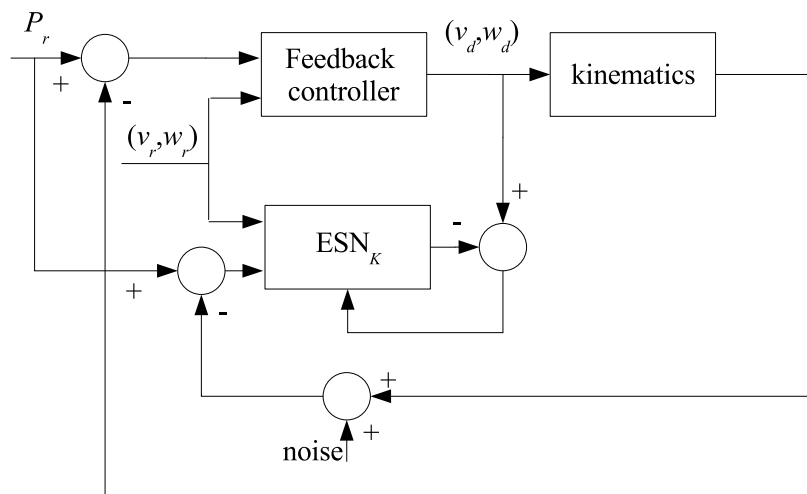 P_r
(v_d,w_d)
+
-
Feedback
controller
kinematics
(v_r,w_r)
+
-
ESN_K
+
-
+
+
noise